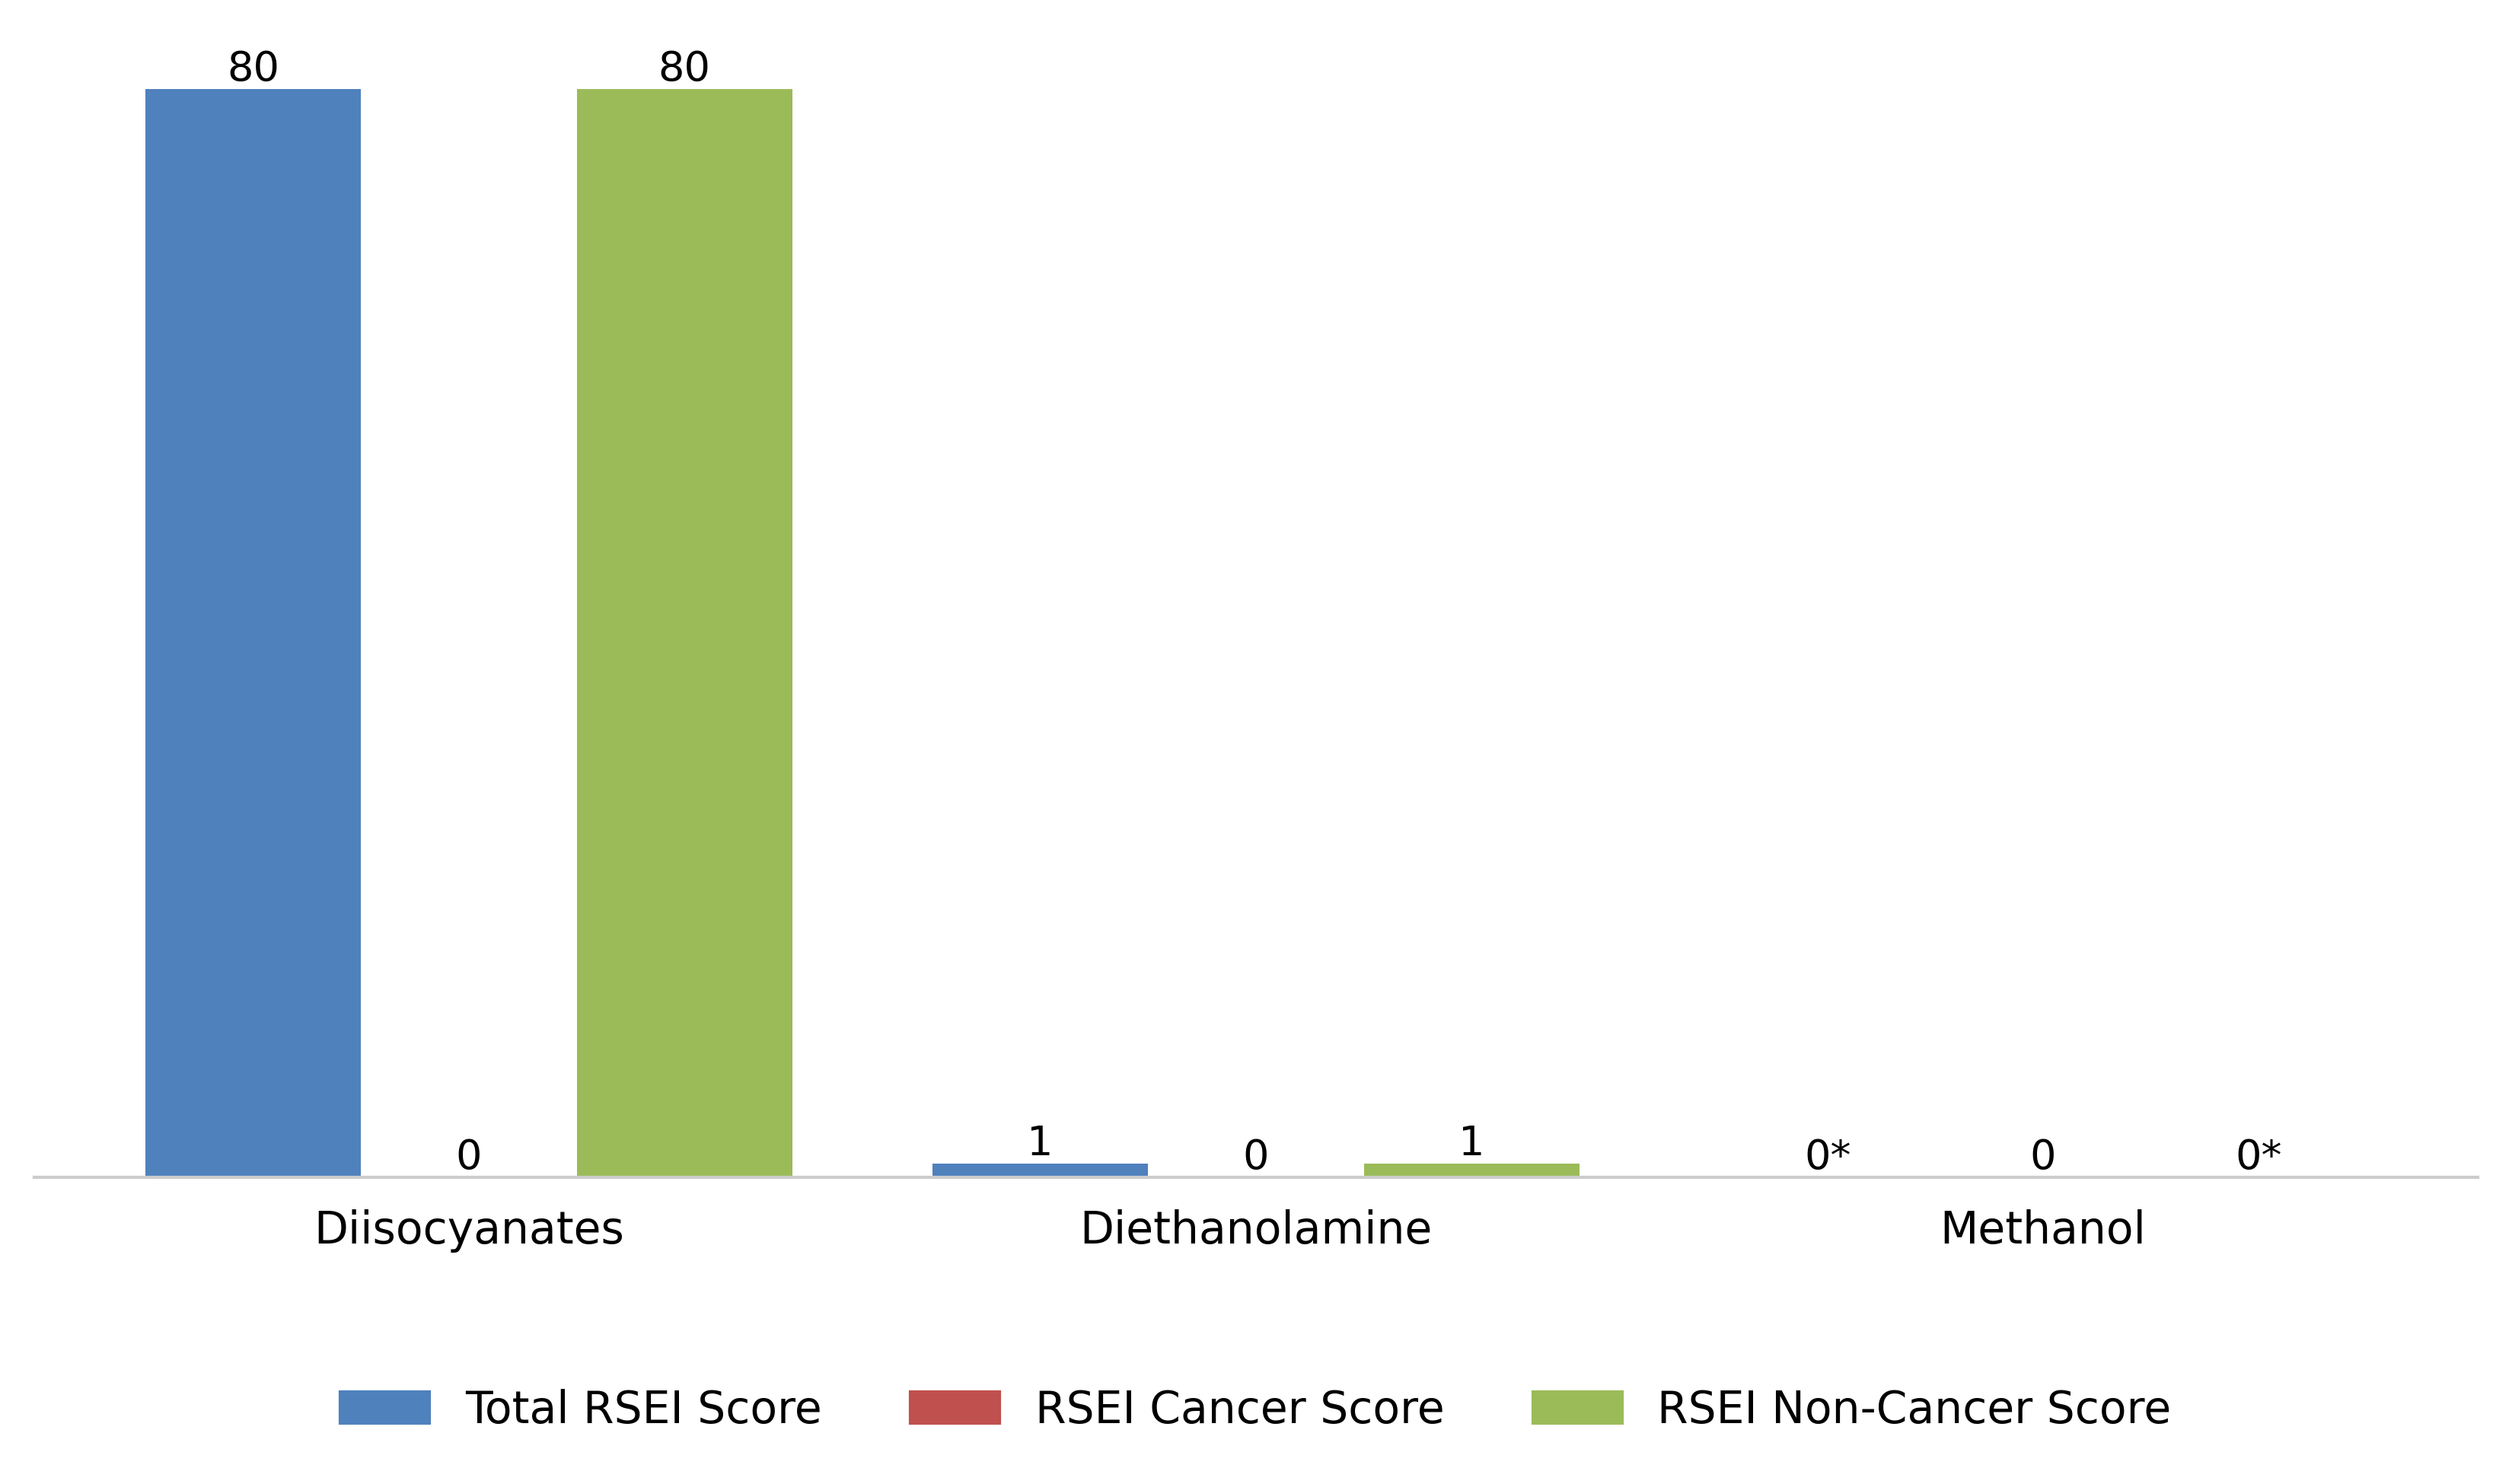 80
80
0
1
0
1
0*
0
0*
Diisocyanates
Diethanolamine
Methanol
Total RSEI Score
RSEI Cancer Score
RSEI Non-Cancer Score